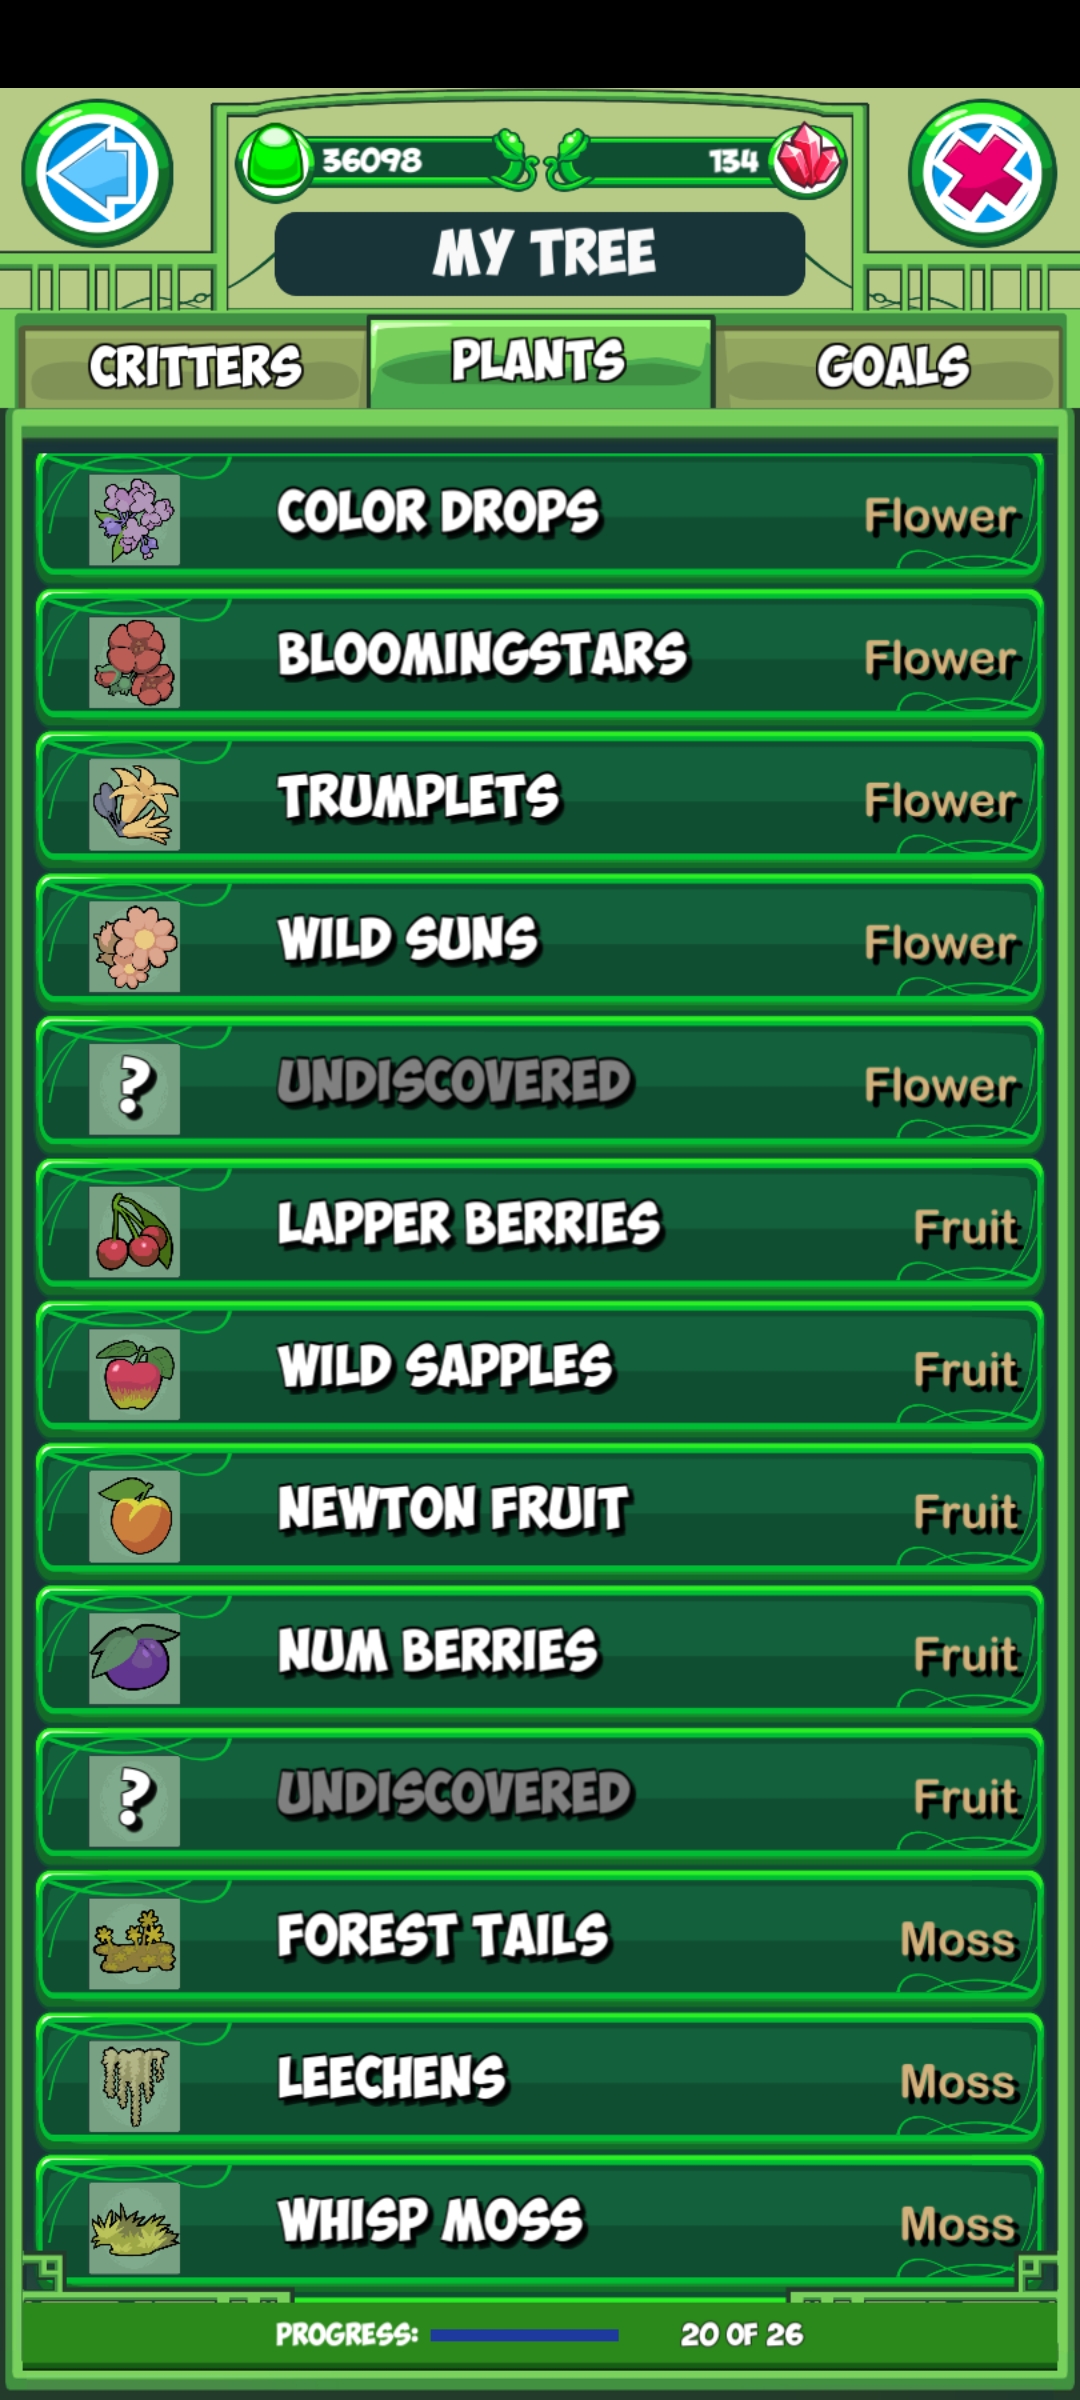 36098
134
MY TREE
CRITTERS
PLANTS
GOALS
COLOR DROPS Flower
BLOOMINGSTARS Flower
TRUMPLETS Flower
WILD SUNS Flower
? UNDISCOVERED Flower
LAPPER BERRIES Fruit
WILD SAPPLES Fruit
NEWTON FRUIT Fruit
NUM BERRIES Fruit
? UNDISCOVERED Fruit
FOREST TAILS Moss
LEECHENS Moss
WHISP MOSS Moss
PROGRESS: 20 OF 26